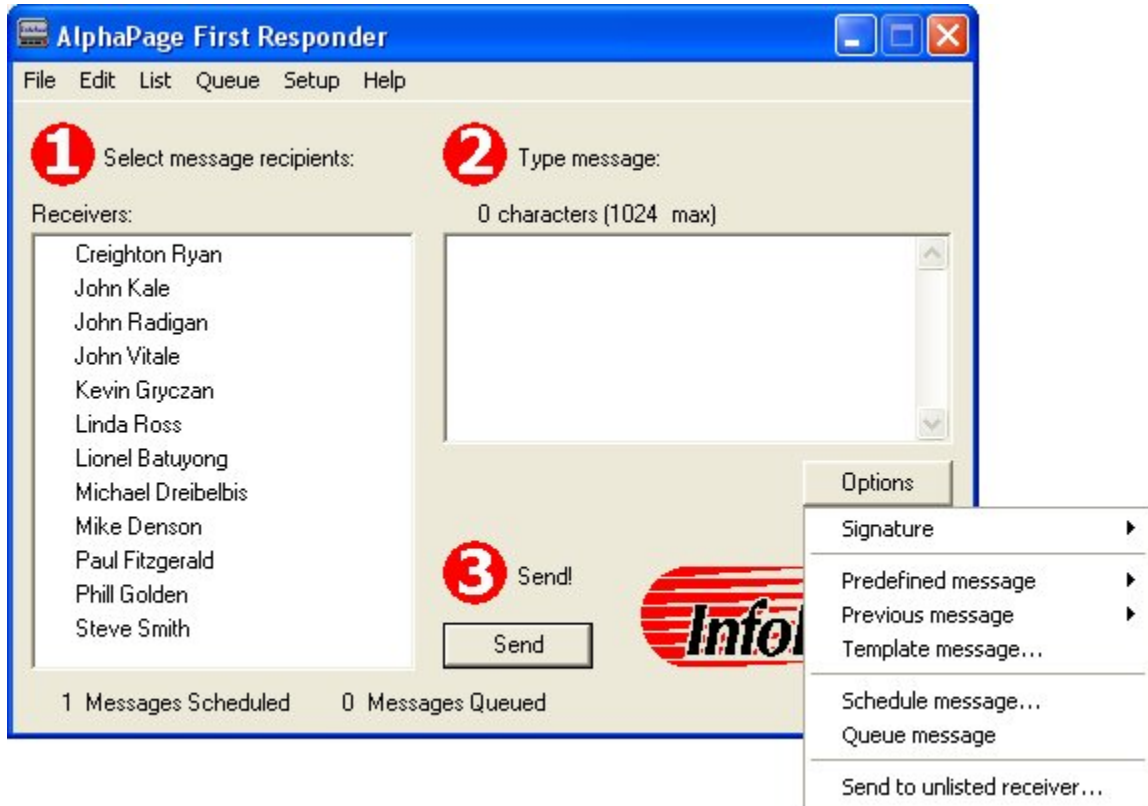 AlphaPage First Responder
File Edit List Queue Setup Help
1 Select message recipients:
2 Type message:
Receivers:
0 characters (1024 max)
Creighton Ryan
John Kale
John Radigan
John Vitale
Kevin Gryczan
Linda Ross
Lionel Batuyong
Michael Dreibelbis
Mike Denson
Paul Fitzgerald
Phill Golden
Steve Smith
Options
Signature
Predefined message
Previous message
Template message...
Schedule message...
Queue message
Send to unlisted receiver...
3 Send!
Send
1 Messages Scheduled 0 Messages Queued